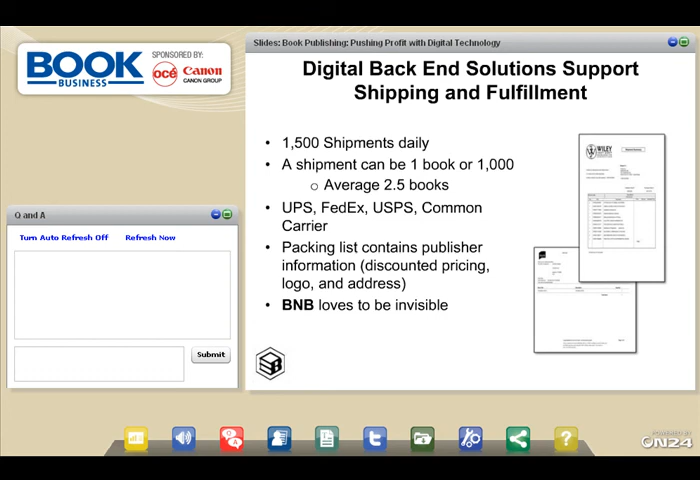 BOOK
BUSINESS
SPONSORED BY:
océ Canon
CANON GROUP
Slides: Book Publishing: Pushing Profit with Digital Technology
Digital Back End Solutions Support
Shipping and Fulfillment
• 1,500 Shipments daily
• A shipment can be 1 book or 1,000
o Average 2.5 books
• UPS, FedEx, USPS, Common
Carrier
• Packing list contains publisher
information (discounted pricing,
logo, and address)
• BNB loves to be invisible
WILEY
Q and A
Turn Auto Refresh Off Refresh Now
Submit
POWERED BY
ON24